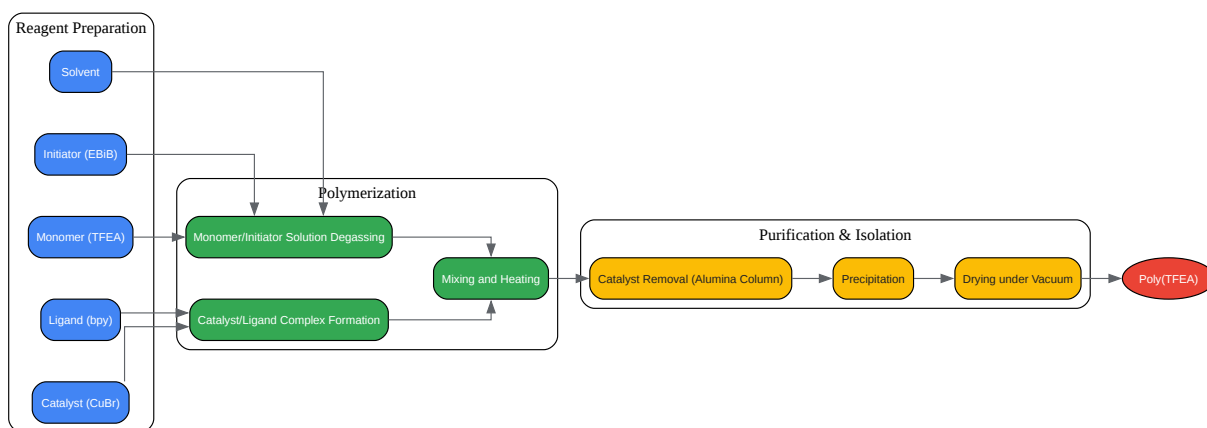 Reagent Preparation
Solvent
Initiator (EBiB)
Monomer (TFEA)
Ligand (bpy)
Catalyst (CuBr)
Polymerization
Monomer/Initiator Solution Degassing
Catalyst/Ligand Complex Formation
Mixing and Heating
Purification & Isolation
Catalyst Removal (Alumina Column)
Precipitation
Drying under Vacuum
Poly(TFEA)